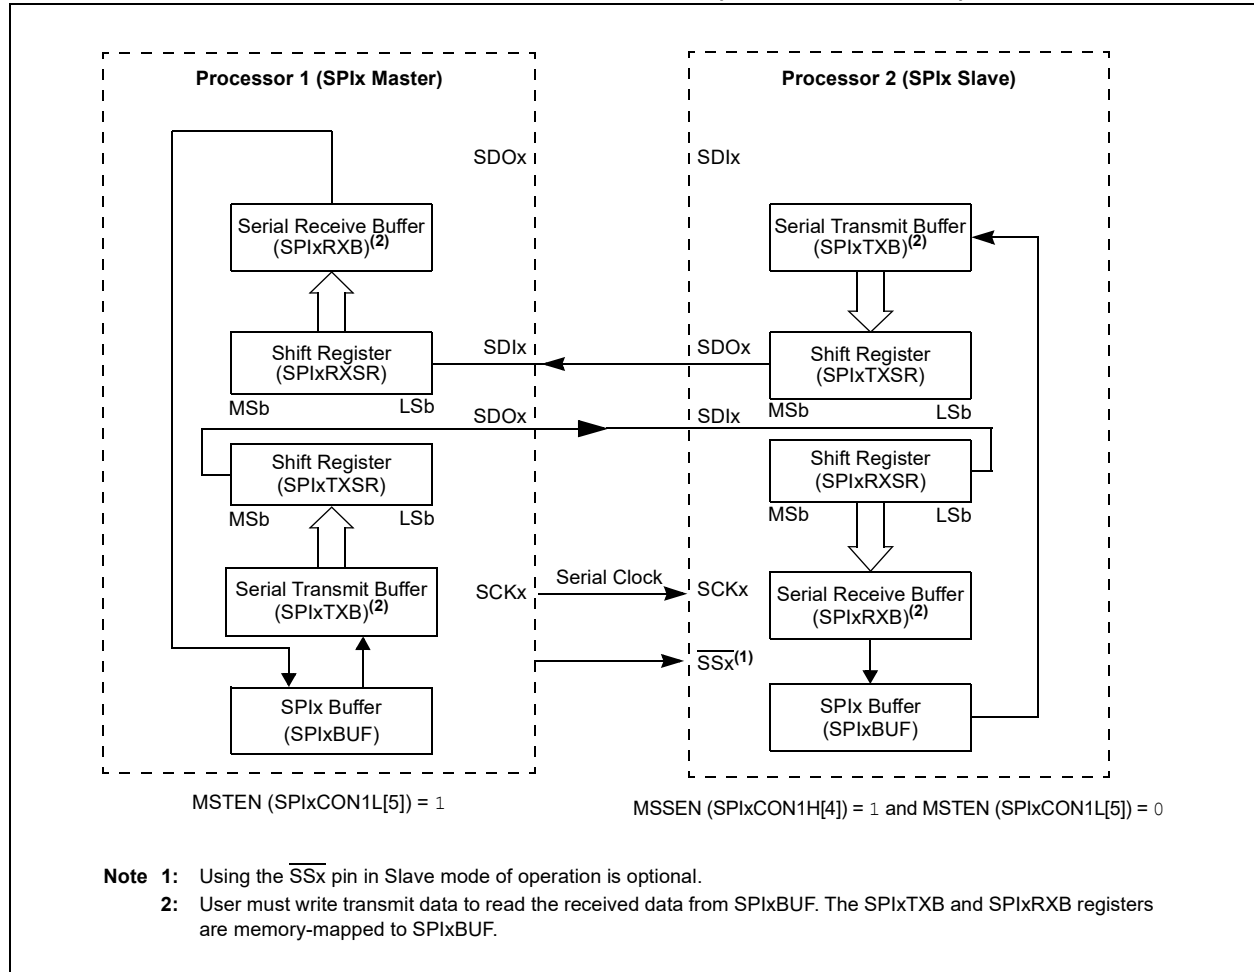 Processor 1 (SPIx Master)
SDOx
Serial Receive Buffer
(SPIxRXB)(2)
Shift Register
(SPIxRXSR)
SDIx
MSb
LSb
SDOx
Shift Register
(SPIxTXSR)
MSb
LSb
Serial Transmit Buffer
(SPIxTXB)(2)
SCKx
SPIx Buffer
(SPIxBUF)
MSTEN (SPIxCON1L[5]) = 1
Serial Clock
Processor 2 (SPIx Slave)
SDIx
Serial Transmit Buffer
(SPIxTXB)(2)
SDOx
Shift Register
(SPIxTXSR)
MSb
LSb
SDIx
Shift Register
(SPIxRXSR)
MSb
LSb
SCKx
Serial Receive Buffer
(SPIxRXB)(2)
SSx(1)
SPIx Buffer
(SPIxBUF)
MSSEN (SPIxCON1H[4]) = 1 and MSTEN (SPIxCON1L[5]) = 0
Note 1: Using the SSx pin in Slave mode of operation is optional.
2: User must write transmit data to read the received data from SPIxBUF. The SPIxTXB and SPIxRXB registers
are memory-mapped to SPIxBUF.